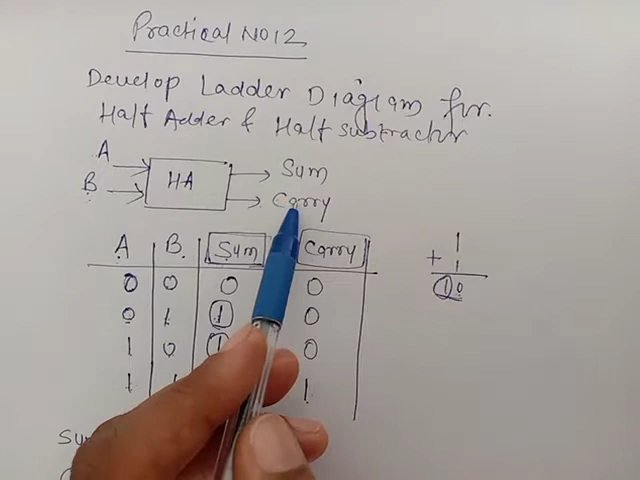 Practical No 12
Develop Ladder Diagram for
Half Adder & Half subtractor
A
B
HA
Sum
Carry
A B Sum Carry
0 0 0 0
0 1 1 0
1 0 1 0
1 1 1
1
+ 1
10